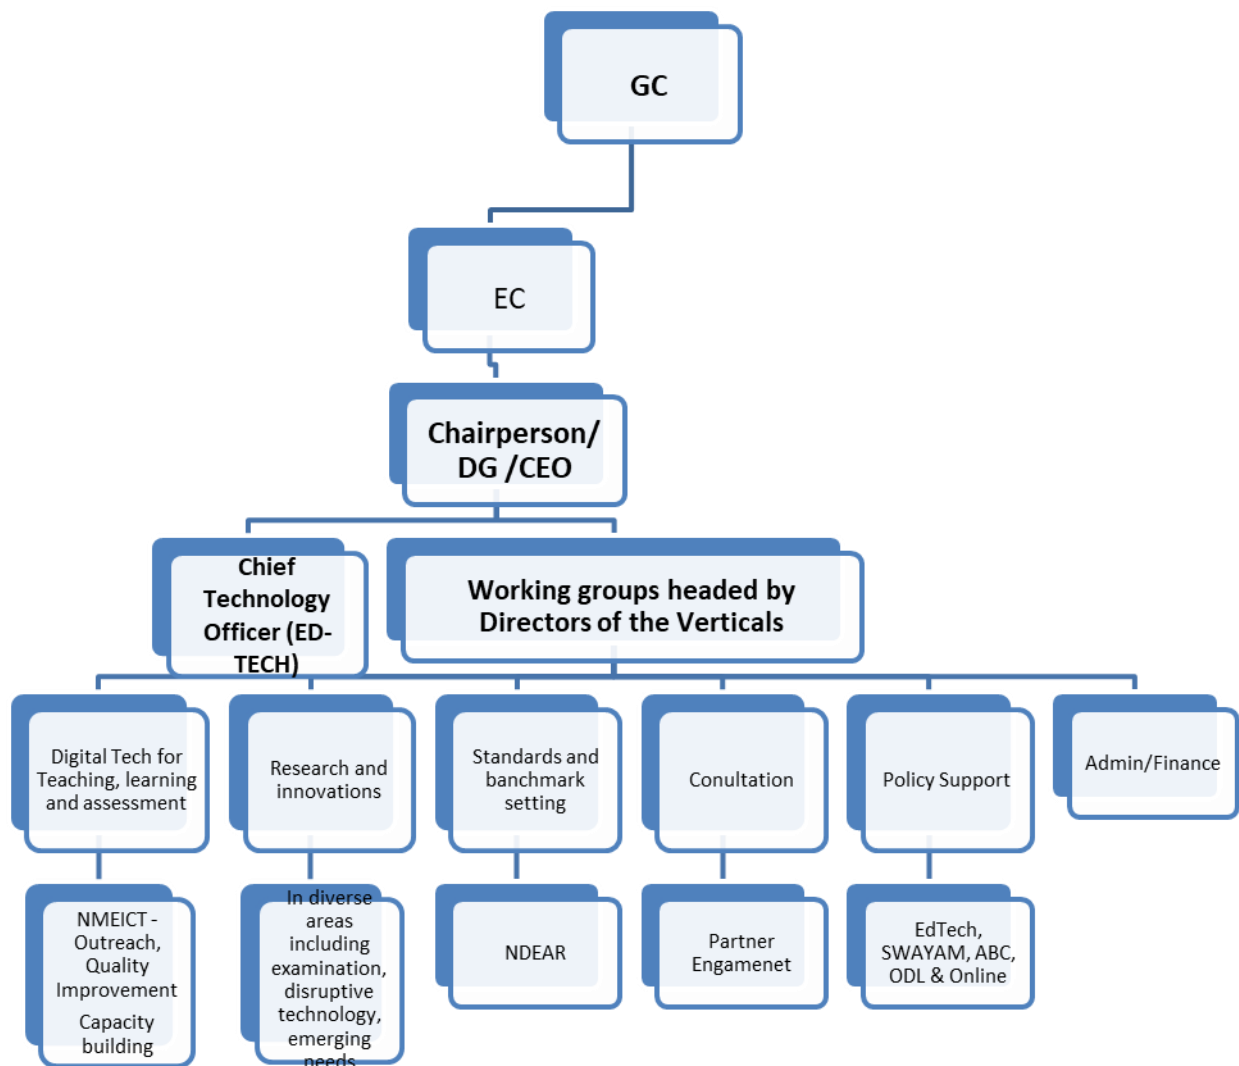 GC
EC
Chairperson/
DG /CEO
Chief
Technology
Officer (ED-
TECH)
Working groups headed by
Directors of the Verticals
Digital Tech for
Teaching, learning
and assessment
Research and
innovations
Standards and
banchmark
setting
Conultation
Policy Support
Admin/Finance
NMEICT -
Outreach,
Quality
Improvement
Capacity
building
In diverse
areas
including
examination,
disruptive
technology,
emerging
needs
NDEAR
Partner
Engamenet
EdTech,
SWAYAM, ABC,
ODL & Online